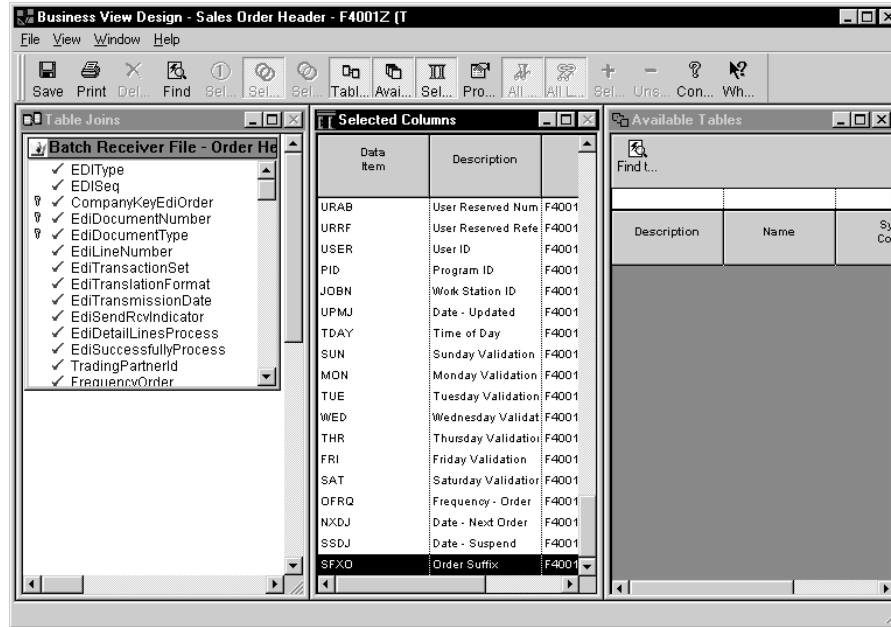 Business View Design - Sales Order Header - F4001Z (T
File View Window Help
Save Print Del... Find Sel... Sel... Sel... Tabl... Avai... Sel... Pro... All ... All L... Sel... Uns... Con... Wh...
Table Joins
Batch Receiver File - Order He
EDIType
EDISeq
CompanyKeyEdiOrder
EdiDocumentNumber
EdiDocumentType
EdiLineNumber
EdiTransactionSet
EdiTranslationFormat
EdiTransmissionDate
EdiSendRcvIndicator
EdiDetailLinesProcess
EdiSuccessfullyProcess
TradingPartnerId
FrequencyOrder
Selected Columns
Data Item Description
URAB User Reserved Num F4001
URRF User Reserved Refe F4001
USER User ID F4001
PID Program ID F4001
JOBN Work Station ID F4001
UPMJ Date - Updated F4001
TDAY Time of Day F4001
SUN Sunday Validation F4001
MON Monday Validation F4001
TUE Tuesday Validation F4001
WED Wednesday Validat F4001
THR Thursday Validatio F4001
FRI Friday Validation F4001
SAT Saturday Validation F4001
OFRQ Frequency - Order F4001
NXDJ Date - Next Order F4001
SSDJ Date - Suspend F4001
SFXO Order Suffix F4001
Available Tables
Find t...
Description Name Sy
Co